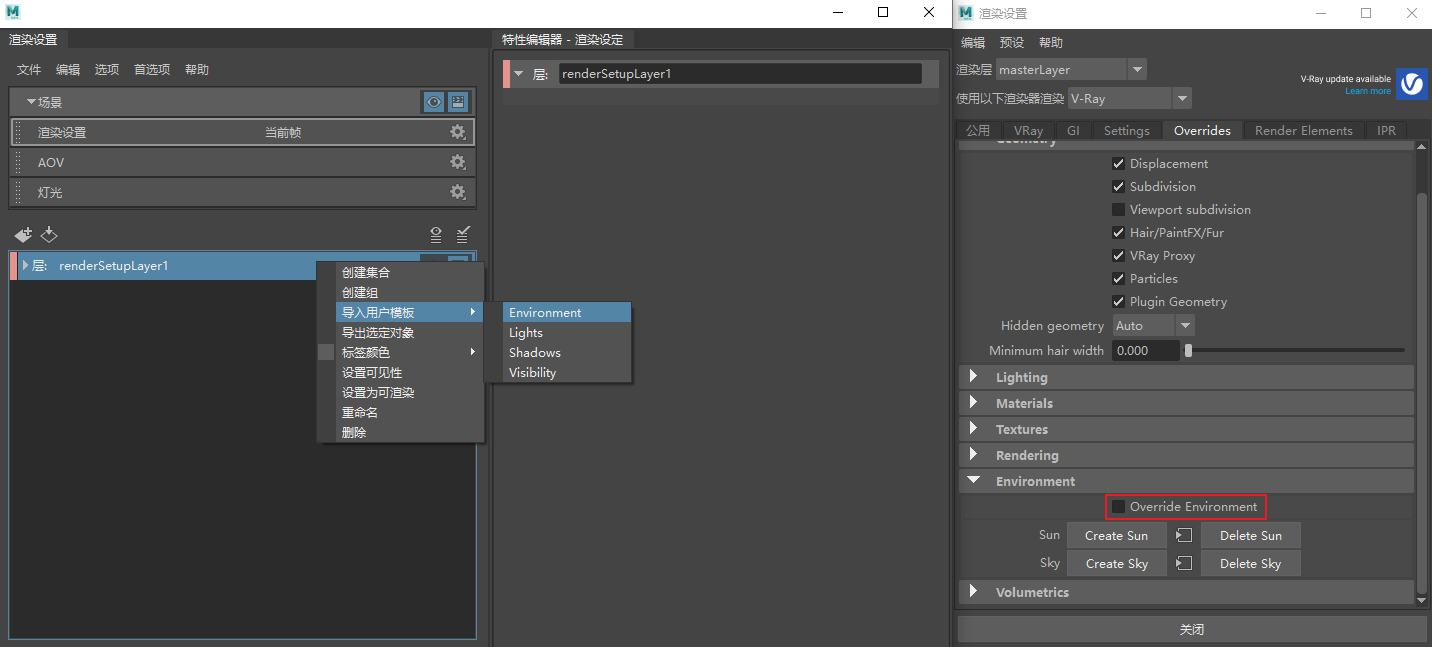 渲染设置
特性编辑器 - 渲染设定
文件 编辑 选项 首选项 帮助
场景
渲染设置 当前帧
AOV
灯光
层: renderSetupLayer1
创建集合
创建组
导入用户模板
导出选定对象
标签颜色
设置可见性
设置为可渲染
重命名
删除
Environment
Lights
Shadows
Visibility
层: renderSetupLayer1
渲染设置
编辑 预设 帮助
渲染层 masterLayer
使用以下渲染器渲染 V-Ray
V-Ray update available
Learn more
公用 VRay GI Settings Overrides Render Elements IPR
Geometry
Displacement
Subdivision
Viewport subdivision
Hair/PaintFX/Fur
VRay Proxy
Particles
Plugin Geometry
Hidden geometry Auto
Minimum hair width 0.000
Lighting
Materials
Textures
Rendering
Environment
Override Environment
Sun Create Sun Delete Sun
Sky Create Sky Delete Sky
Volumetrics
关闭